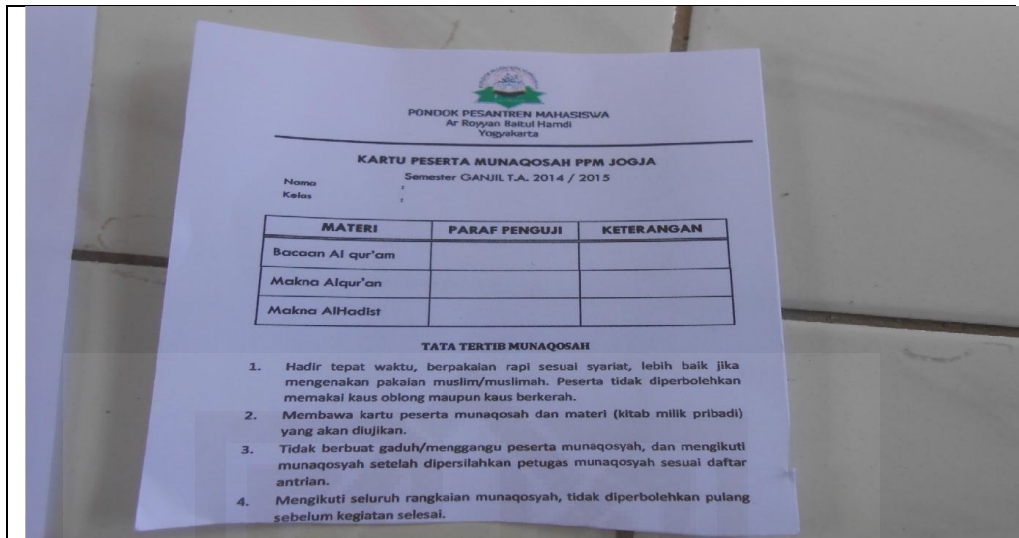 PONDOK PESANTREN MAHASISWA
Ar Royyan Baitul Hamdi
Yogyakarta
KARTU PESERTA MUNAQOSAH PPM JOGJA
Semester GANJIL T.A. 2014 / 2015
Nama :
Kelas :
MATERI PARAF PENGUJI KETERANGAN
Bacaan Al qur'am
Makna Alqur'an
Makna AlHadist
TATA TERTIB MUNAQOSAH
1. Hadir tepat waktu, berpakaian rapi sesuai syariat, lebih baik jika
mengenakan pakaian muslim/muslimah. Peserta tidak diperbolehkan
memakai kaus oblong maupun kaus berkerah.
2. Membawa kartu peserta munaqosah dan materi (kitab milik pribadi)
yang akan diujikan.
3. Tidak berbuat gaduh/menggangu peserta munaqosyah, dan mengikuti
munaqosyah setelah dipersilahkan petugas munaqosyah sesuai daftar
antrian.
4. Mengikuti seluruh rangkaian munaqosyah, tidak diperbolehkan pulang
sebelum kegiatan selesai.